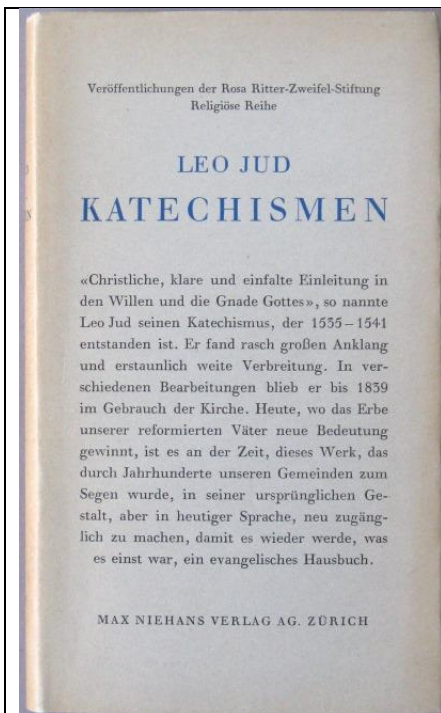 Veröffentlichungen der Rosa Ritter-Zweifel-Stiftung
Religiöse Reihe
LEO JUD
KATECHISMEN
«Christliche, klare und einfalte Einleitung in
den Willen und die Gnade Gottes», so nannte
Leo Jud seinen Katechismus, der 1535–1541
entstanden ist. Er fand rasch großen Anklang
und erstaunlich weite Verbreitung. In ver-
schiedenen Bearbeitungen blieb er bis 1839
im Gebrauch der Kirche. Heute, wo das Erbe
unserer reformierten Väter neue Bedeutung
gewinnt, ist es an der Zeit, dieses Werk, das
durch Jahrhunderte unseren Gemeinden zum
Segen wurde, in seiner ursprünglichen Ge-
stalt, aber in heutiger Sprache, neu zugäng-
lich zu machen, damit es wieder werde, was
es einst war, ein evangelisches Hausbuch.
MAX NIEHANS VERLAG AG. ZÜRICH